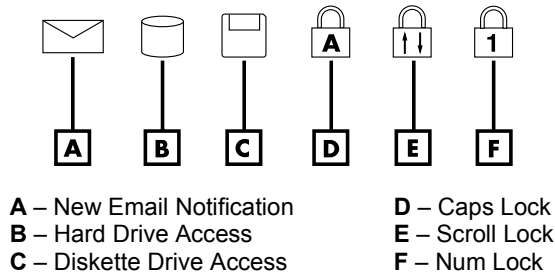 A 1
A B C D E F
A – New Email Notification
B – Hard Drive Access
C – Diskette Drive Access
D – Caps Lock
E – Scroll Lock
F – Num Lock